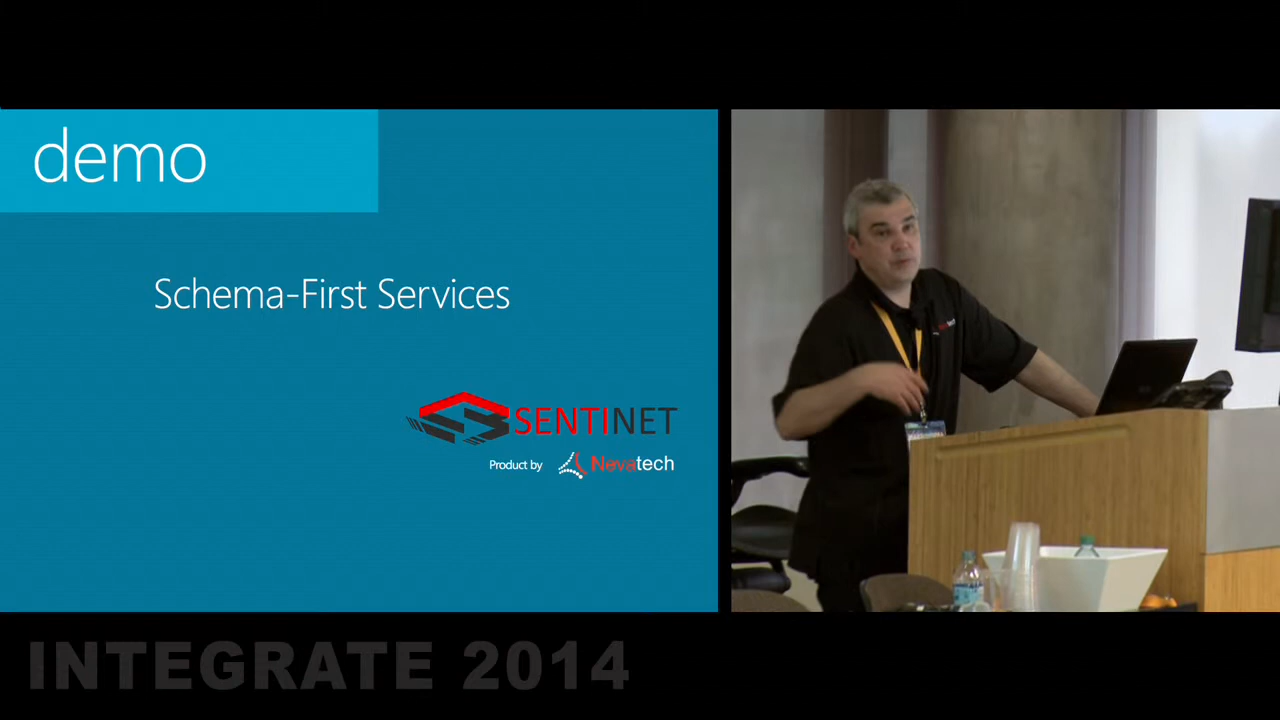 demo
Schema-First Services
SENTINET
Product by Nevatech
INTEGRATE 2014